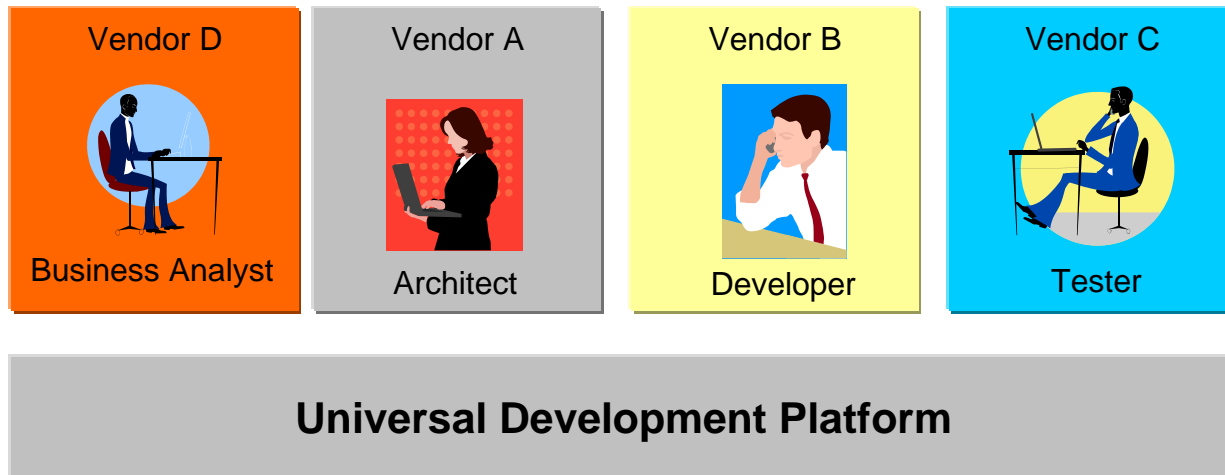 Vendor D
Business Analyst
Vendor A
Architect
Vendor B
Developer
Vendor C
Tester
Universal Development Platform